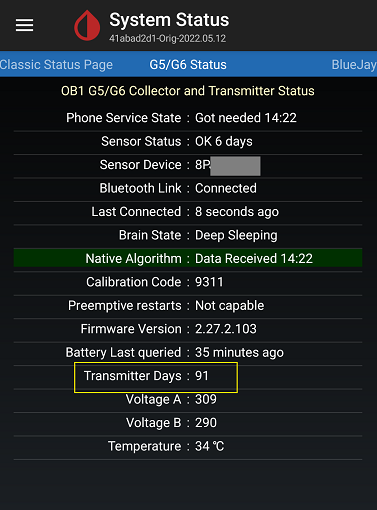 System Status
41abad2d1-Orig-2022.05.12
Classic Status Page G5/G6 Status BlueJay
OB1 G5/G6 Collector and Transmitter Status
Phone Service State : Got needed 14:22
Sensor Status : OK 6 days
Sensor Device : 8P
Bluetooth Link : Connected
Last Connected : 8 seconds ago
Brain State : Deep Sleeping
Native Algorithm : Data Received 14:22
Calibration Code : 9311
Preemptive restarts : Not capable
Firmware Version : 2.27.2.103
Battery Last queried : 35 minutes ago
Transmitter Days : 91
Voltage A : 309
Voltage B : 290
Temperature : 34 ℃